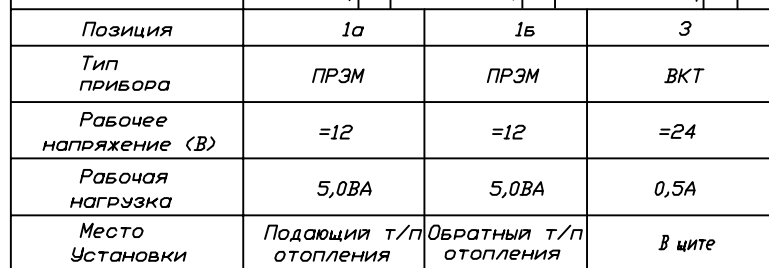 Позиция 1а 1б 3
Тип прибора ПРЭМ ПРЭМ ВКТ
Рабочее напряжение (В) =12 =12 =24
Рабочая нагрузка 5,0ВА 5,0ВА 0,5А
Место Установки Подающий т/п отопления Обратный т/п отопления В щите